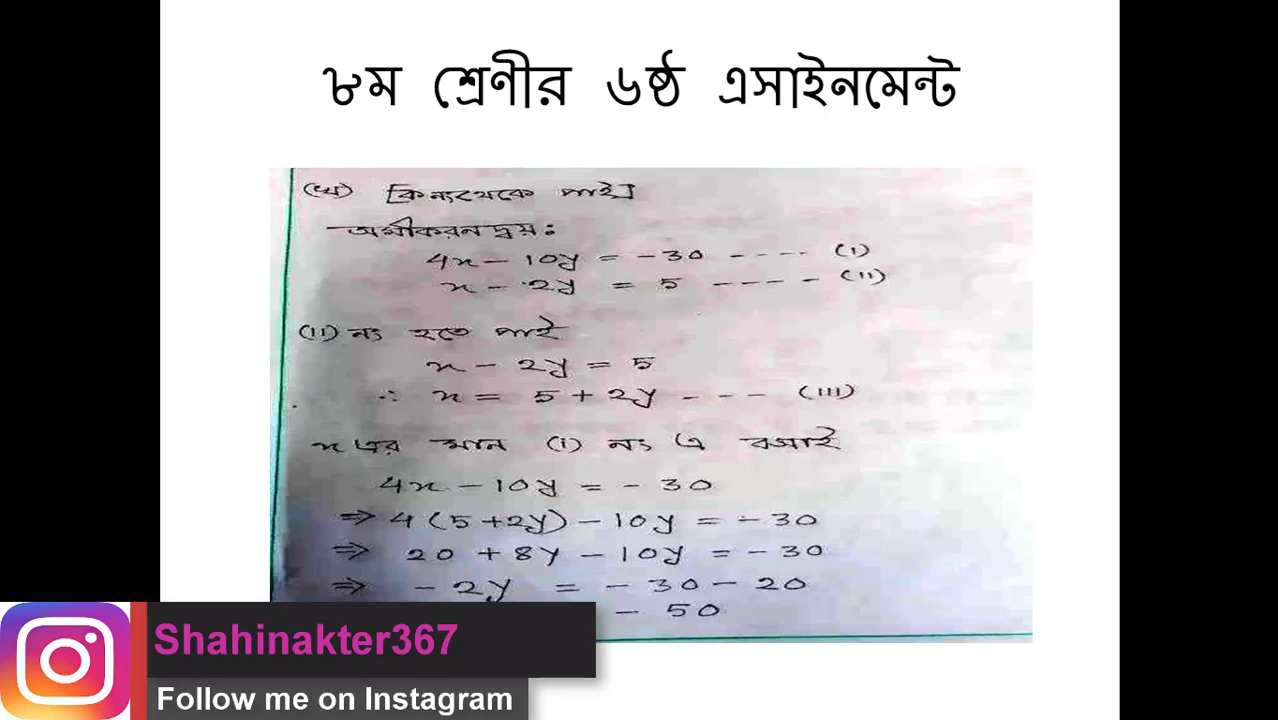 ৮ম শ্রেণীর ৬ষ্ঠ এসাইনমেন্ট
(খ) [ক নং থেকে পাই]
সমীকরনদ্বয়ঃ
4x - 10y = -30 ---- (I)
x - 2y = 5 ---- (II)
(II) নং হতে পাই
x - 2y = 5
∴ x = 5 + 2y --- (III)
x এর মান (I) নং এ বসাই
4x - 10y = - 30
⇒ 4 (5 + 2y) - 10y = - 30
⇒ 20 + 8y - 10y = - 30
⇒ - 2y = - 30 - 20
- 50
Shahinakter367
Follow me on Instagram